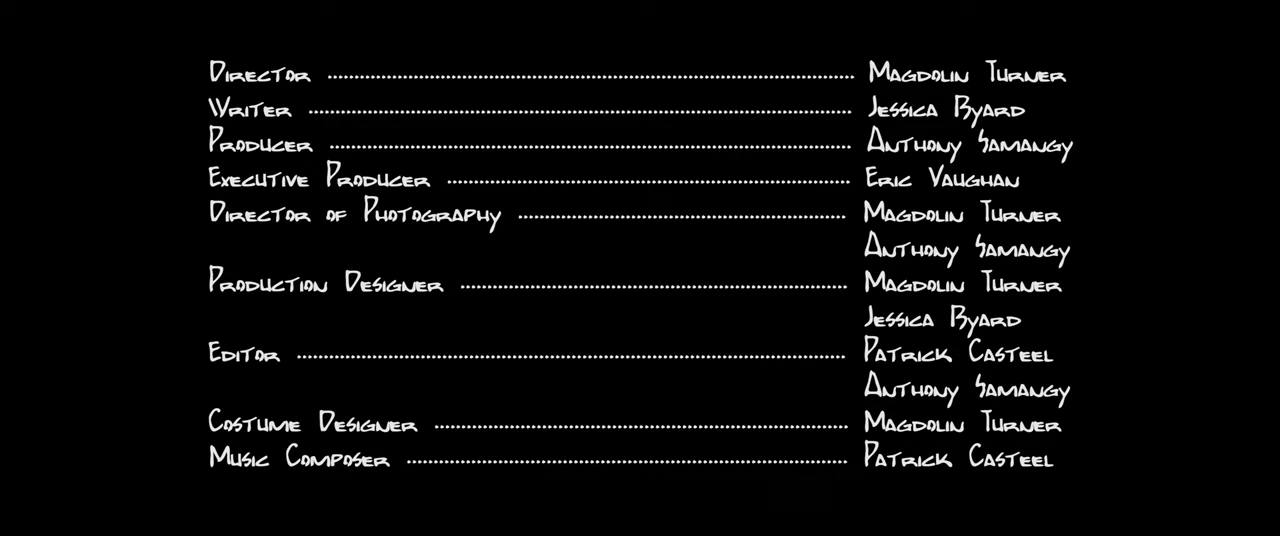 Director ........................................ Magdolin Turner
Writer ........................................ Jessica Byard
Producer ........................................ Anthony Samangy
Executive Producer ........................................ Eric Vaughan
Director of Photography ........................................ Magdolin Turner
Anthony Samangy
Production Designer ........................................ Magdolin Turner
Jessica Byard
Editor ........................................ Patrick Casteel
Anthony Samangy
Costume Designer ........................................ Magdolin Turner
Music Composer ........................................ Patrick Casteel